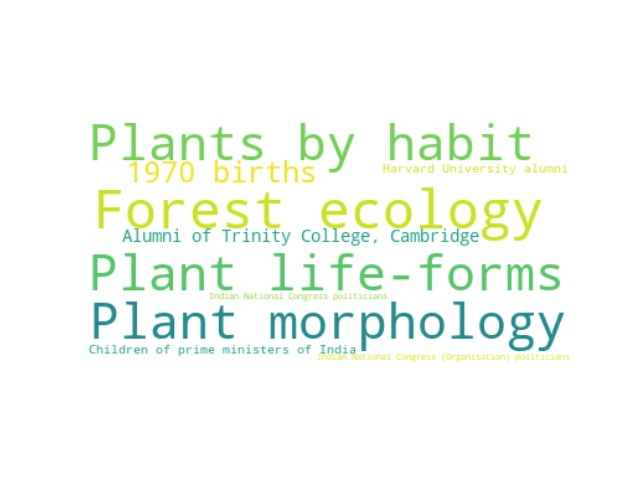 Plants by habit
1970 births
Harvard University alumni
Forest ecology
Alumni of Trinity College, Cambridge
Plant life-forms
Indian National Congress politicians
Plant morphology
Children of prime ministers of India
Indian National Congress (Organisation) politicians